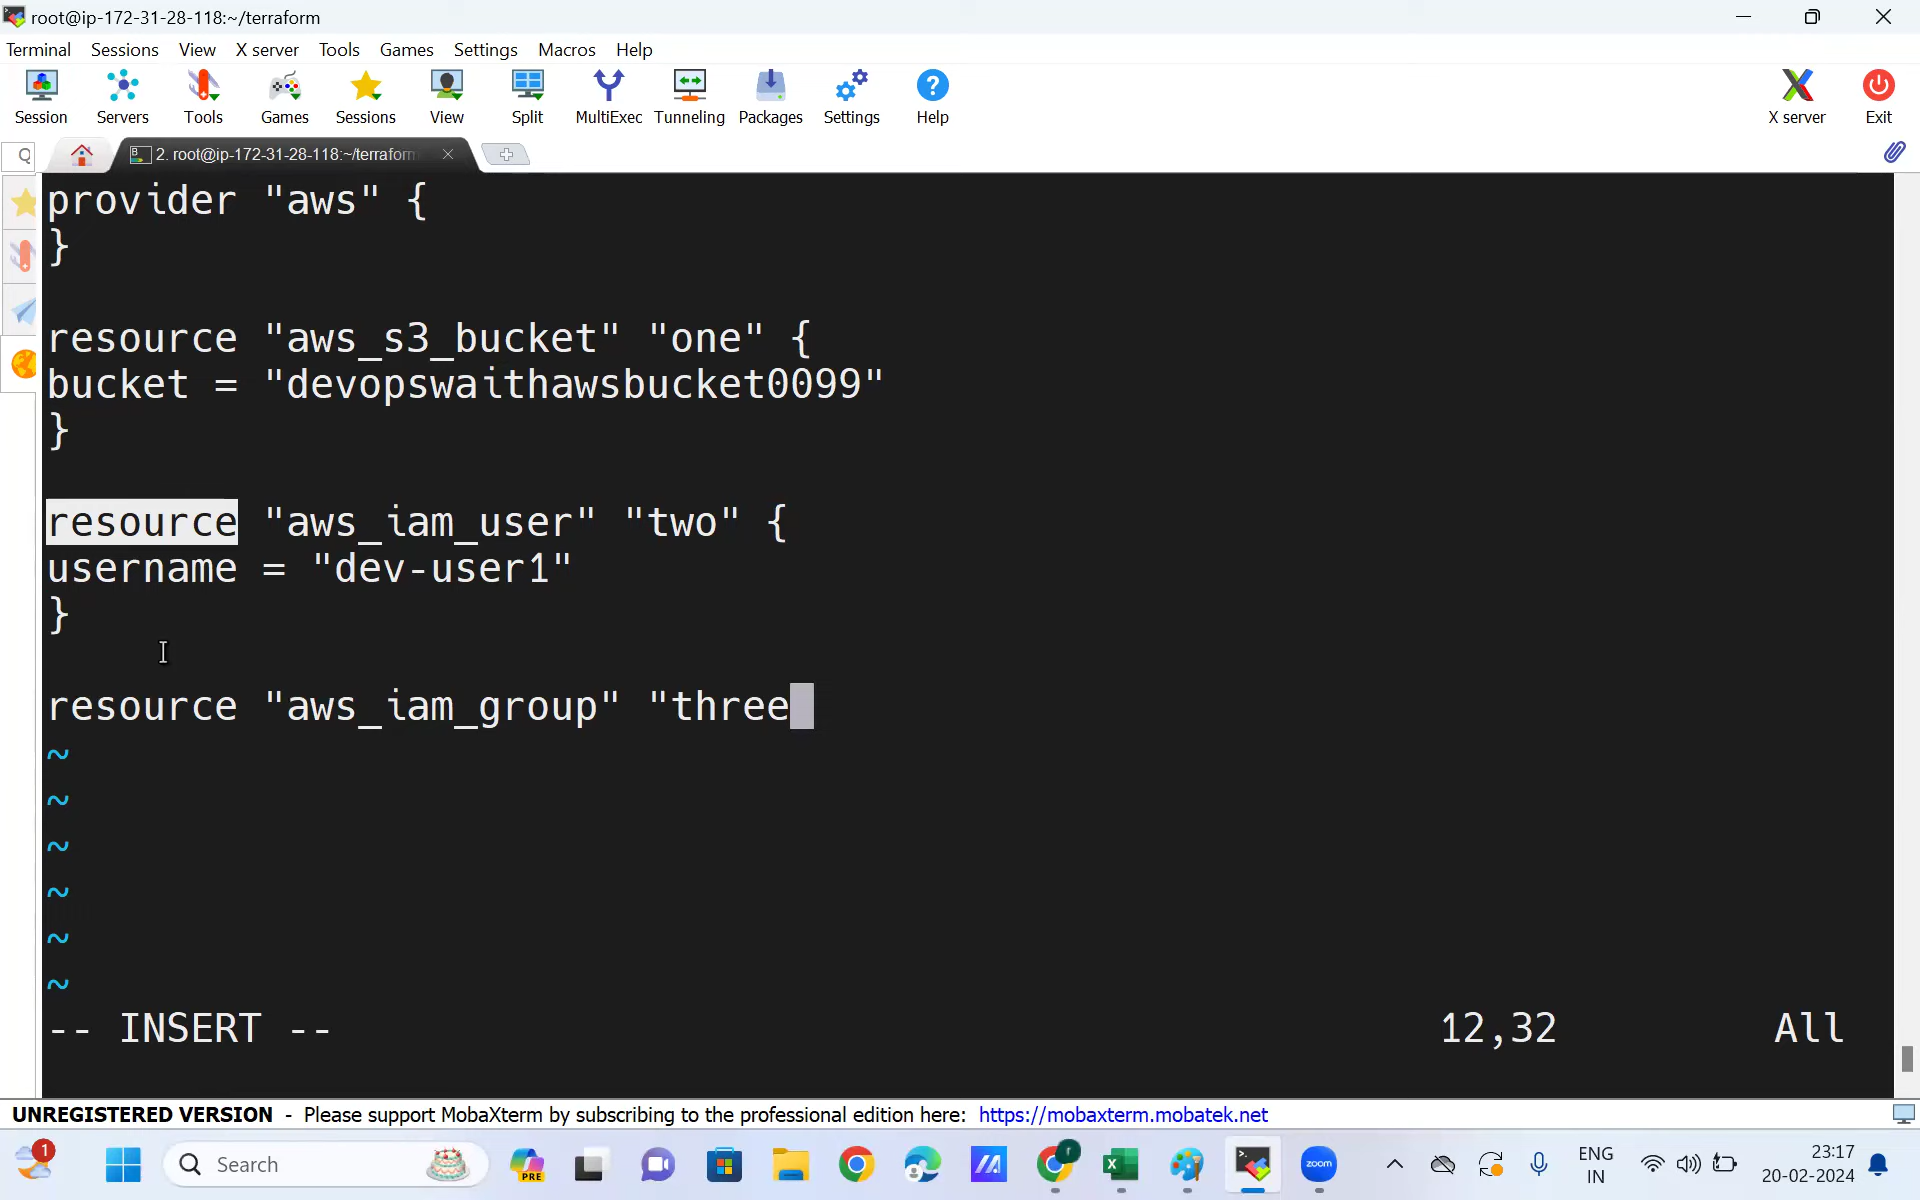 root@ip-172-31-28-118:~/terraform
Terminal Sessions View X server Tools Games Settings Macros Help
Session Servers Tools Games Sessions View Split MultiExec Tunneling Packages Settings Help X server Exit
2. root@ip-172-31-28-118:~/terraform
provider "aws" {
}
resource "aws_s3_bucket" "one" {
bucket = "devopswaithawsbucket0099"
}
resource "aws_iam_user" "two" {
username = "dev-user1"
}
resource "aws_iam_group" "three
~
~
~
~
~
~
-- INSERT -- 12,32 All
UNREGISTERED VERSION - Please support MobaXterm by subscribing to the professional edition here: https://mobaxterm.mobatek.net
1 Search PRE r zoom ENG 23:17
IN 20-02-2024